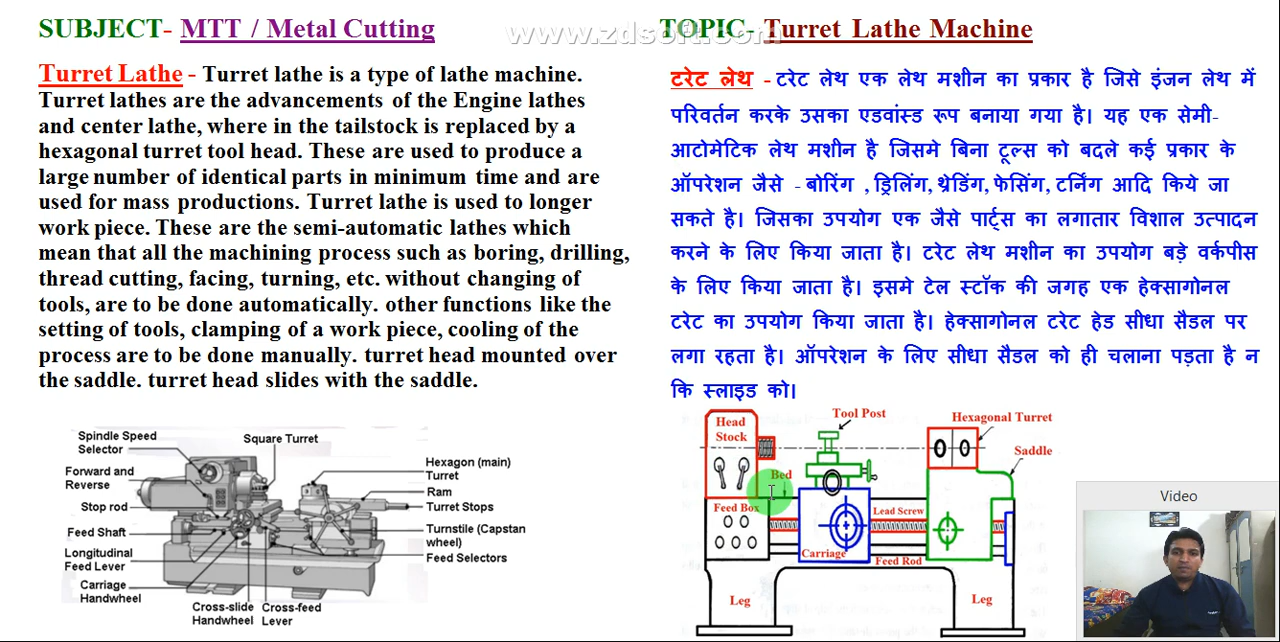 SUBJECT- MTT / Metal Cutting
www.zdsoft.com
TOPIC- Turret Lathe Machine
Turret Lathe - Turret lathe is a type of lathe machine.
Turret lathes are the advancements of the Engine lathes
and center lathe, where in the tailstock is replaced by a
hexagonal turret tool head. These are used to produce a
large number of identical parts in minimum time and are
used for mass productions. Turret lathe is used to longer
work piece. These are the semi-automatic lathes which
mean that all the machining process such as boring, drilling,
thread cutting, facing, turning, etc. without changing of
tools, are to be done automatically. other functions like the
setting of tools, clamping of a work piece, cooling of the
process are to be done manually. turret head mounted over
the saddle. turret head slides with the saddle.
टरेट लेथ - टरेट लेथ एक लेथ मशीन का प्रकार है जिसे इंजन लेथ में
परिवर्तन करके उसका एडवांस्ड रूप बनाया गया है। यह एक सेमी-
आटोमेटिक लेथ मशीन है जिसमे बिना टूल्स को बदले कई प्रकार के
ऑपरेशन जैसे - बोरिंग , ड्रिलिंग, थ्रेडिंग, फेसिंग, टर्निंग आदि किये जा
सकते है। जिसका उपयोग एक जैसे पार्ट्स का लगातार विशाल उत्पादन
करने के लिए किया जाता है। टरेट लेथ मशीन का उपयोग बड़े वर्कपीस
के लिए किया जाता है। इसमे टेल स्टॉक की जगह एक हेक्सागोनल
टरेट का उपयोग किया जाता है। हेक्सागोनल टरेट हेड सीधा सैडल पर
लगा रहता है। ऑपरेशन के लिए सीधा सैडल को ही चलाना पड़ता है न
कि स्लाइड को।
Spindle Speed
Selector
Square Turret
Forward and
Reverse
Stop rod
Feed Shaft
Longitudinal
Feed Lever
Carriage
Handwheel
Cross-slide
Handwheel
Cross-feed
Lever
Hexagon (main)
Turret
Ram
Turret Stops
Turnstile (Capstan
wheel)
Feed Selectors
Head
Stock
Tool Post
Hexagonal Turret
Saddle
Bed
Feed Box
Lead Screw
Carriage
Feed Rod
Leg
Leg
Video